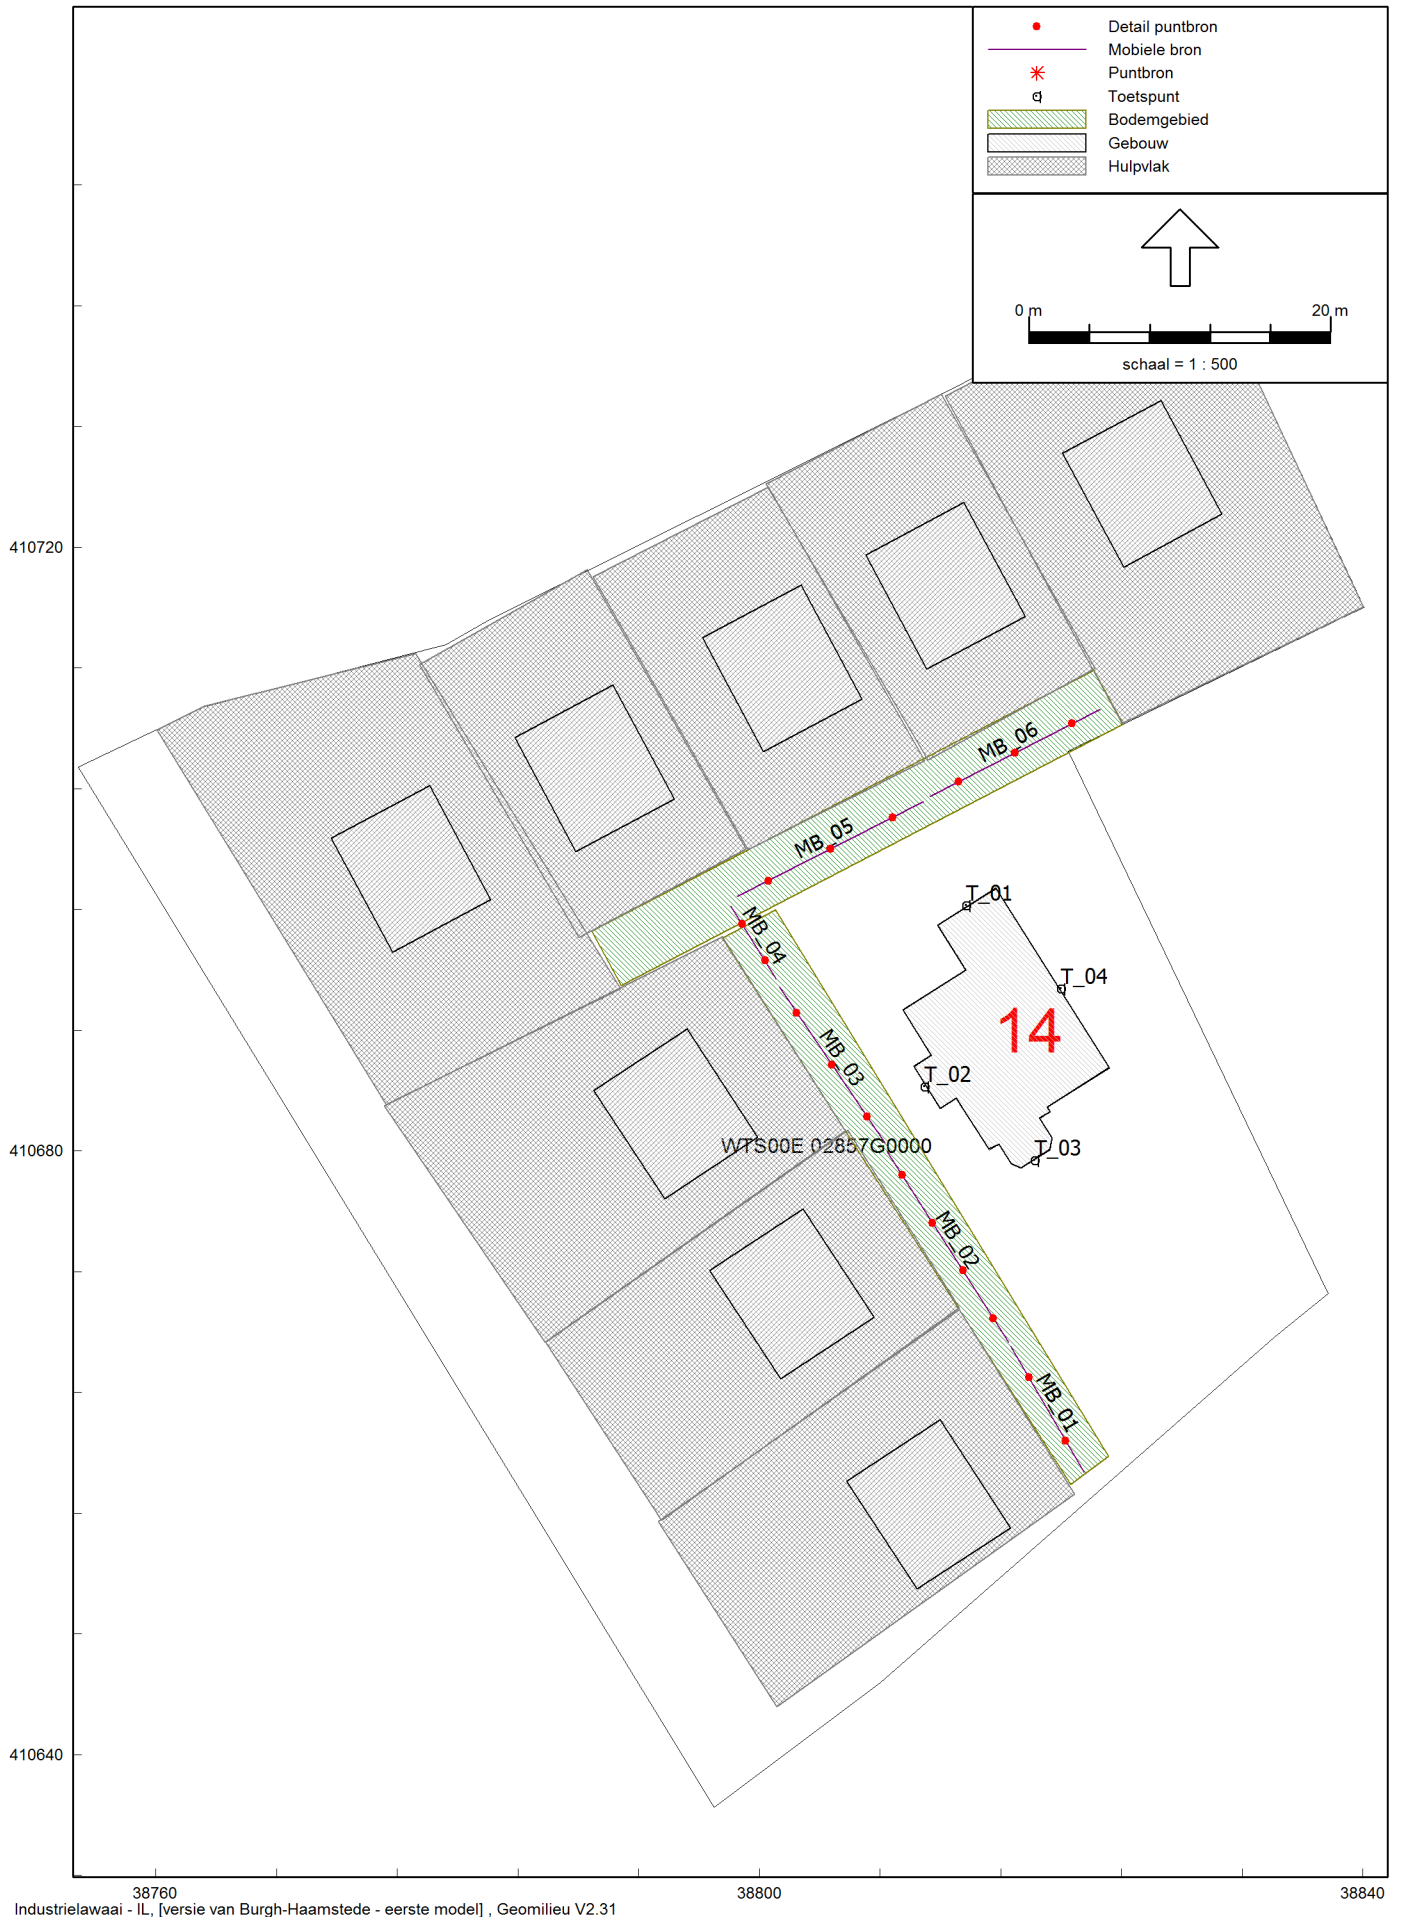 Detail puntbron
Mobiele bron
Puntbron
Toetspunt
Bodemgebied
Gebouw
Hulpvlak
0 m 20 m
schaal = 1 : 500
410720
MB_06
MB_05
T_01
MB_04
T_04
14
MB_03
T_02
410680
WTS00E 02857G0000
T_03
MB_02
MB_01
410640
38760 38800 38840
Industrielawaai - IL, [versie van Burgh-Haamstede - eerste model] , Geomilieu V2.31